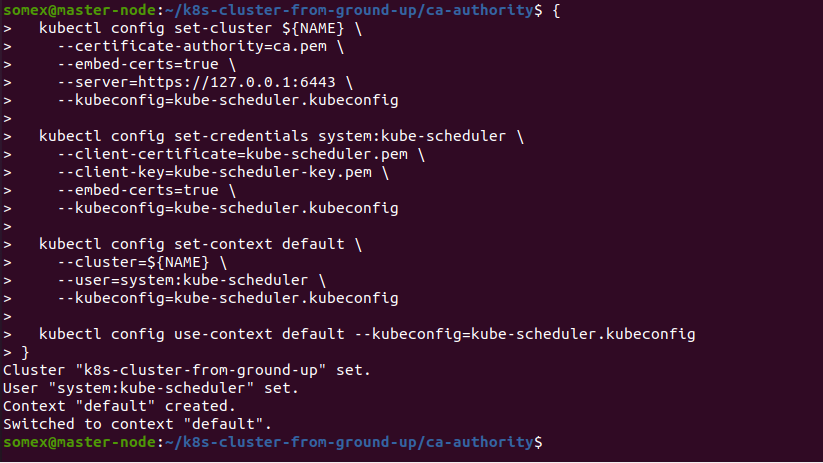 somex@master-node:~/k8s-cluster-from-ground-up/ca-authority$ {
>   kubectl config set-cluster ${NAME} \
>     --certificate-authority=ca.pem \
>     --embed-certs=true \
>     --server=https://127.0.0.1:6443 \
>     --kubeconfig=kube-scheduler.kubeconfig
>
>   kubectl config set-credentials system:kube-scheduler \
>     --client-certificate=kube-scheduler.pem \
>     --client-key=kube-scheduler-key.pem \
>     --embed-certs=true \
>     --kubeconfig=kube-scheduler.kubeconfig
>
>   kubectl config set-context default \
>     --cluster=${NAME} \
>     --user=system:kube-scheduler \
>     --kubeconfig=kube-scheduler.kubeconfig
>
>   kubectl config use-context default --kubeconfig=kube-scheduler.kubeconfig
> }
Cluster "k8s-cluster-from-ground-up" set.
User "system:kube-scheduler" set.
Context "default" created.
Switched to context "default".
somex@master-node:~/k8s-cluster-from-ground-up/ca-authority$